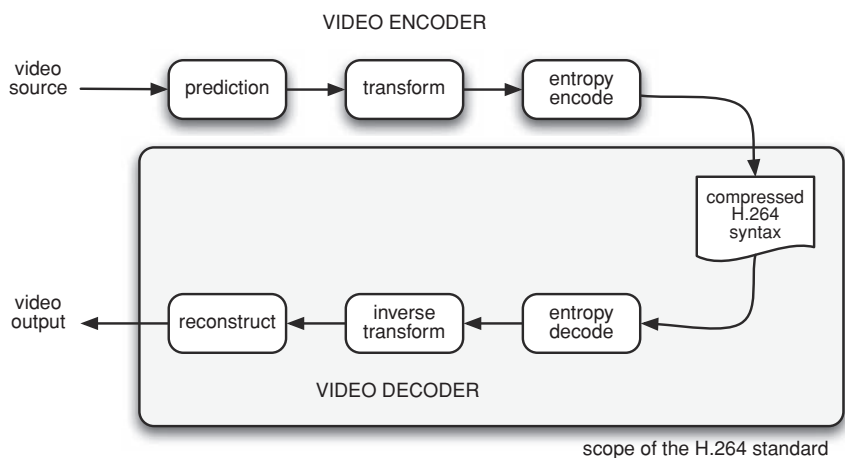 VIDEO ENCODER
video
source
prediction
transform
entropy
encode
compressed
H.264
syntax
video
output
reconstruct
inverse
transform
entropy
decode
VIDEO DECODER
scope of the H.264 standard